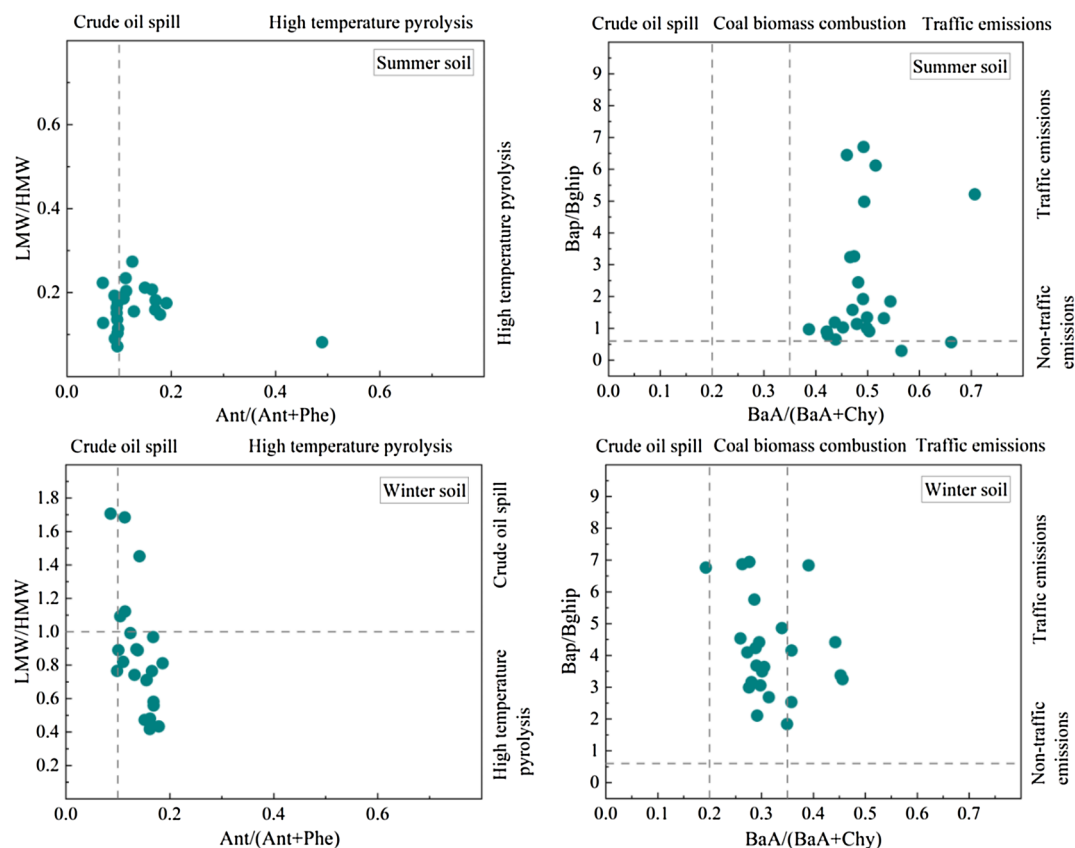 Crude oil spill High temperature pyrolysis
Summer soil
LMW/HMW
0.6
0.4
0.2
0.0 0.2 0.4 0.6
Ant/(Ant+Phe)
High temperature pyrolysis
Crude oil spill Coal biomass combustion Traffic emissions
Summer soil
Bap/Bghip
9
8
7
6
5
4
3
2
1
0
0.0 0.1 0.2 0.3 0.4 0.5 0.6 0.7
BaA/(BaA+Chy)
Traffic emissions
Non-traffic
emissions
Crude oil spill High temperature pyrolysis
Winter soil
LMW/HMW
1.8
1.6
1.4
1.2
1.0
0.8
0.6
0.4
0.2
0.0 0.2 0.4 0.6
Ant/(Ant+Phe)
Crude oil spill
High temperature
pyrolysis
Crude oil spill Coal biomass combustion Traffic emissions
Winter soil
Bap/Bghip
9
8
7
6
5
4
3
2
1
0
0.0 0.1 0.2 0.3 0.4 0.5 0.6 0.7
BaA/(BaA+Chy)
Traffic emissions
Non-traffic
emissions